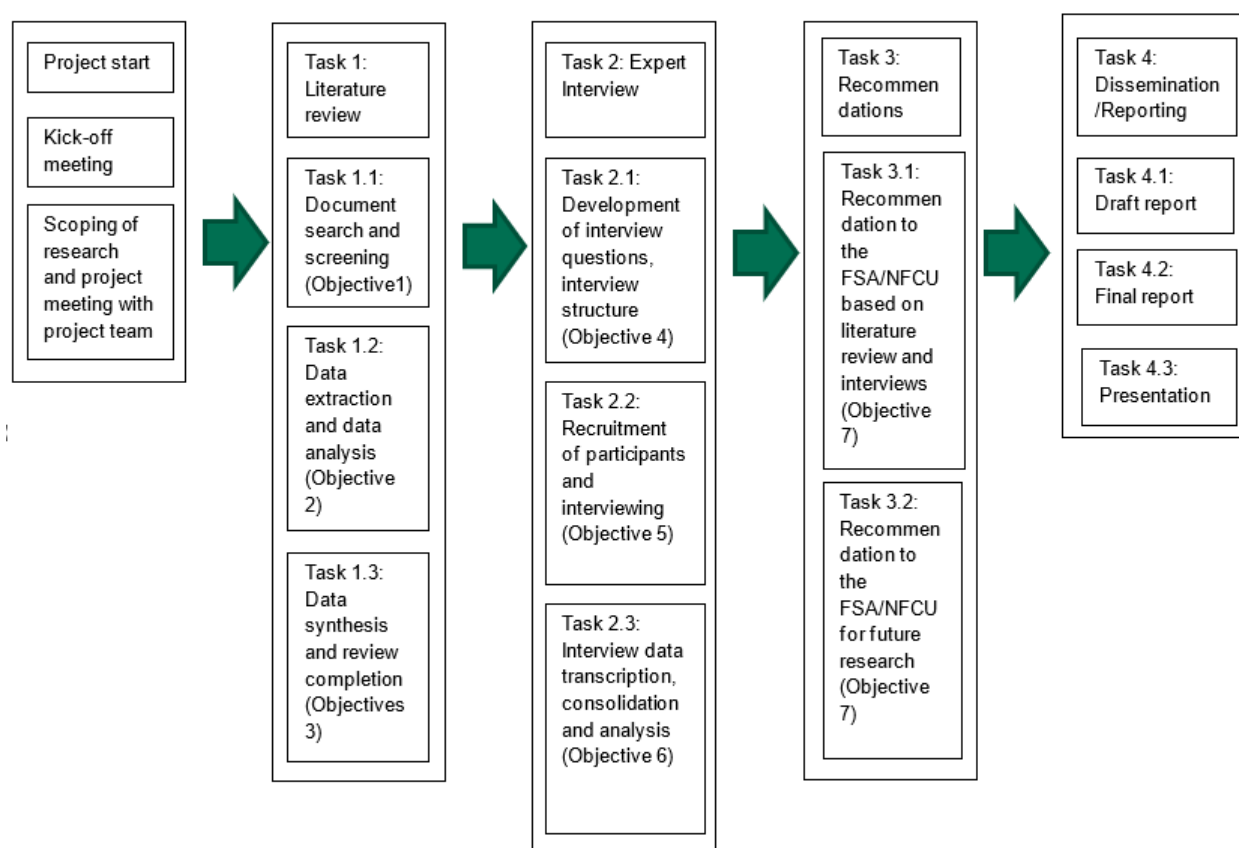 Project start
Kick-off
meeting
Scoping of
research
and project
meeting with
project team
Task 1:
Literature
review
Task 1.1:
Document
search and
screening
(Objective1)
Task 1.2:
Data
extraction
and data
analysis
(Objective
2)
Task 1.3:
Data
synthesis
and review
completion
(Objectives
3)
Task 2: Expert
Interview
Task 2.1:
Development
of interview
questions,
interview
structure
(Objective 4)
Task 2.2:
Recruitment
of participants
and
interviewing
(Objective 5)
Task 2.3:
Interview data
transcription,
consolidation
and analysis
(Objective 6)
Task 3:
Recommen
dations
Task 3.1:
Recommen
dation to
the
FSA/NFCU
based on
literature
review and
interviews
(Objective
7)
Task 3.2:
Recommen
dation to
the
FSA/NFCU
for future
research
(Objective
7)
Task 4:
Dissemination
/Reporting
Task 4.1:
Draft report
Task 4.2:
Final report
Task 4.3:
Presentation